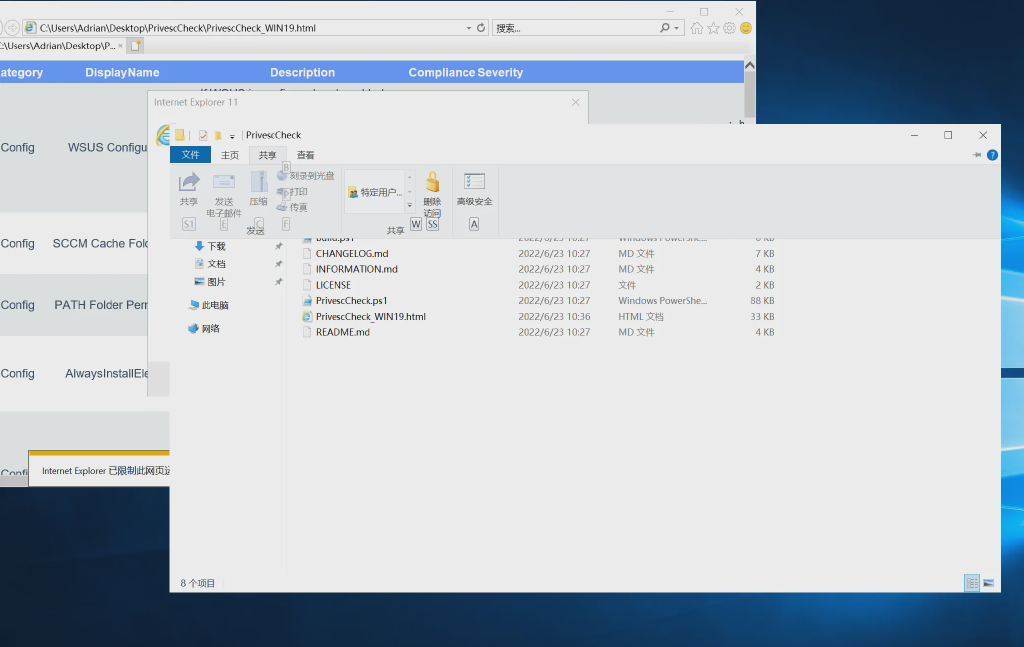 C:\Users\Adrian\Desktop\PrivescCheck\PrivescCheck_WIN19.html
搜索...
C:\Users\Adrian\Desktop\P...
ategory DisplayName Description Compliance Severity
Config WSUS Configu
Config SCCM Cache Fold
Config PATH Folder Perm
Config AlwaysInstallEle
Config
Internet Explorer 已限制此网页运
Internet Explorer 11
PrivescCheck
文件 主页 共享 查看
共享
发送
电子邮件
压缩
刻录到光盘
打印
传真
特定用户...
删除
访问
高级安全
S1 E C F B W SS A
发送 共享
下载
文档
图片
此电脑
网络
Build.ps1 2022/6/23 10:27 Windows PowerShe... 6 KB
CHANGELOG.md 2022/6/23 10:27 MD 文件 7 KB
INFORMATION.md 2022/6/23 10:27 MD 文件 4 KB
LICENSE 2022/6/23 10:27 文件 2 KB
PrivescCheck.ps1 2022/6/23 10:27 Windows PowerShe... 88 KB
PrivescCheck_WIN19.html 2022/6/23 10:36 HTML 文档 33 KB
README.md 2022/6/23 10:27 MD 文件 4 KB
8 个项目